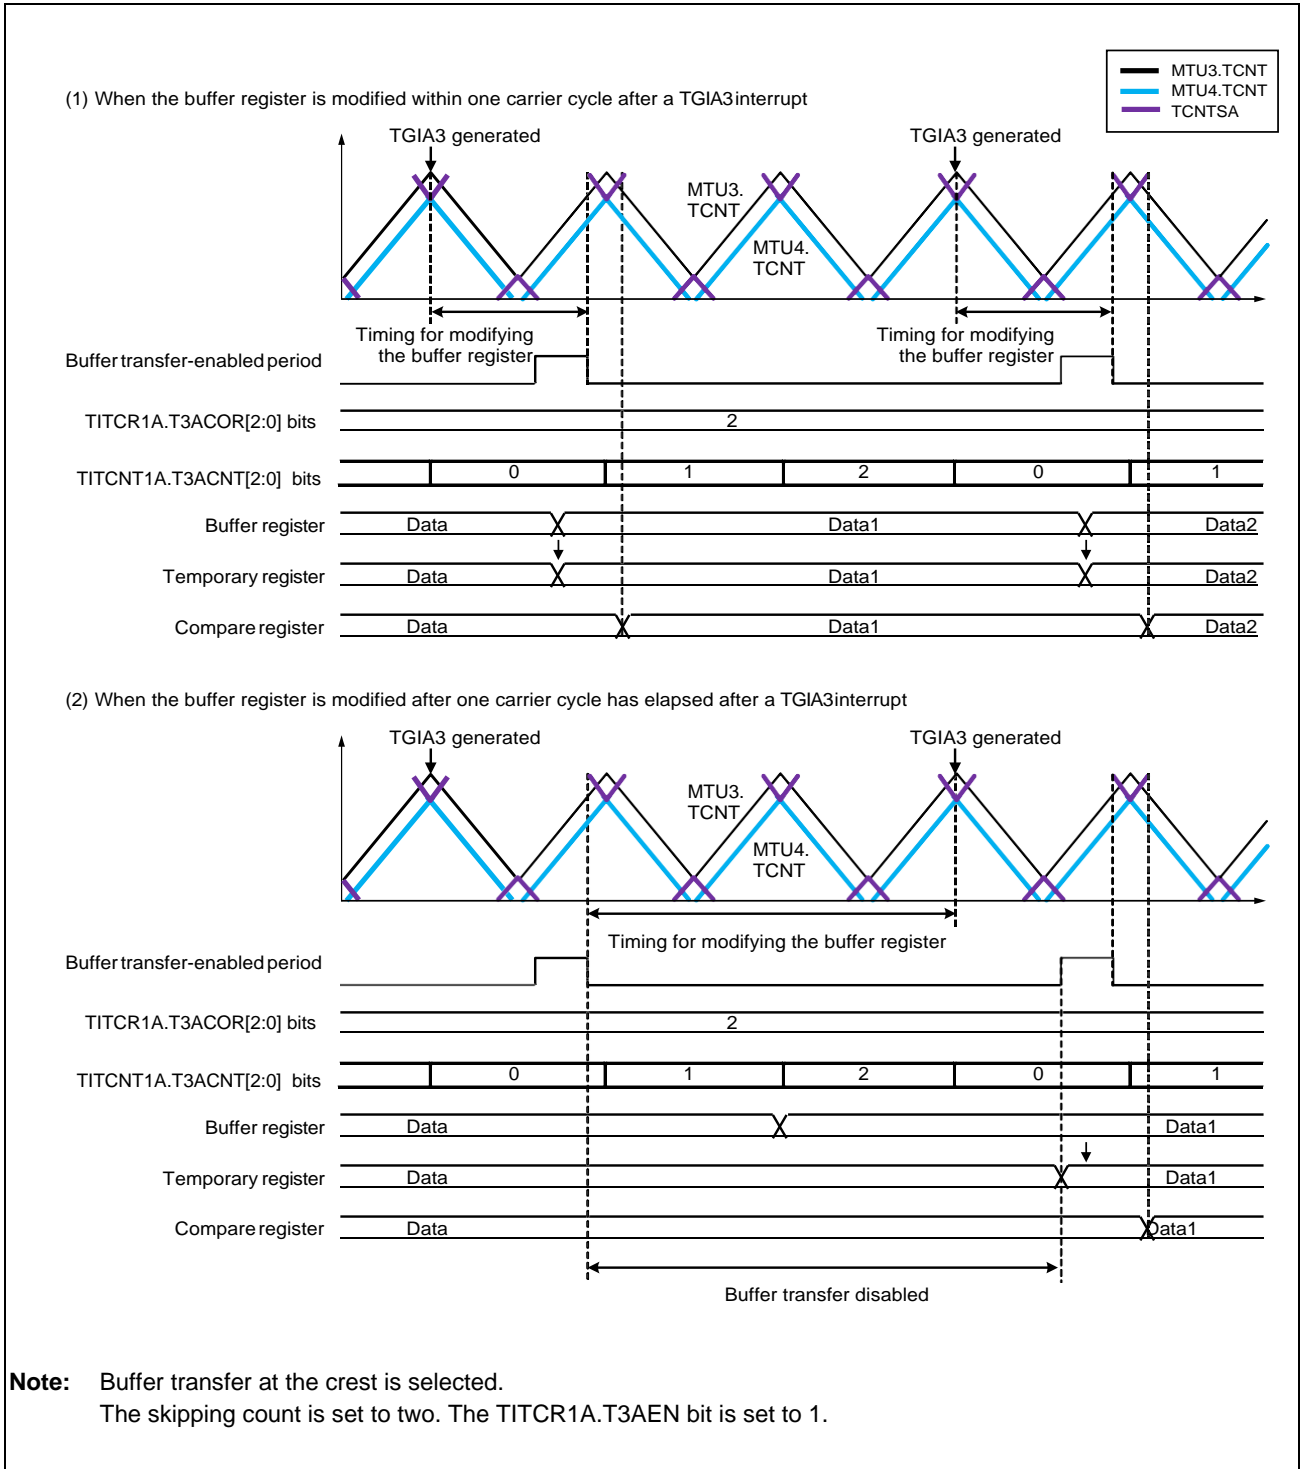 MTU3.TCNT
MTU4.TCNT
TCNTSA
(1) When the buffer register is modified within one carrier cycle after a TGIA3 interrupt
TGIA3 generated
TGIA3 generated
MTU3.
TCNT
MTU4.
TCNT
Timing for modifying
the buffer register
Timing for modifying
the buffer register
Buffer transfer-enabled period
TITCR1A.T3ACOR[2:0] bits
2
TITCNT1A.T3ACNT[2:0] bits
0
1
2
0
1
Buffer register
Data
Data1
Data2
Temporary register
Data
Data1
Data2
Compare register
Data
Data1
Data2
(2) When the buffer register is modified after one carrier cycle has elapsed after a TGIA3 interrupt
TGIA3 generated
TGIA3 generated
MTU3.
TCNT
MTU4.
TCNT
Timing for modifying the buffer register
Buffer transfer-enabled period
TITCR1A.T3ACOR[2:0] bits
2
TITCNT1A.T3ACNT[2:0] bits
0
1
2
0
1
Buffer register
Data
Data1
Temporary register
Data
Data1
Compare register
Data
Data1
Buffer transfer disabled
Note: Buffer transfer at the crest is selected.
The skipping count is set to two. The TITCR1A.T3AEN bit is set to 1.